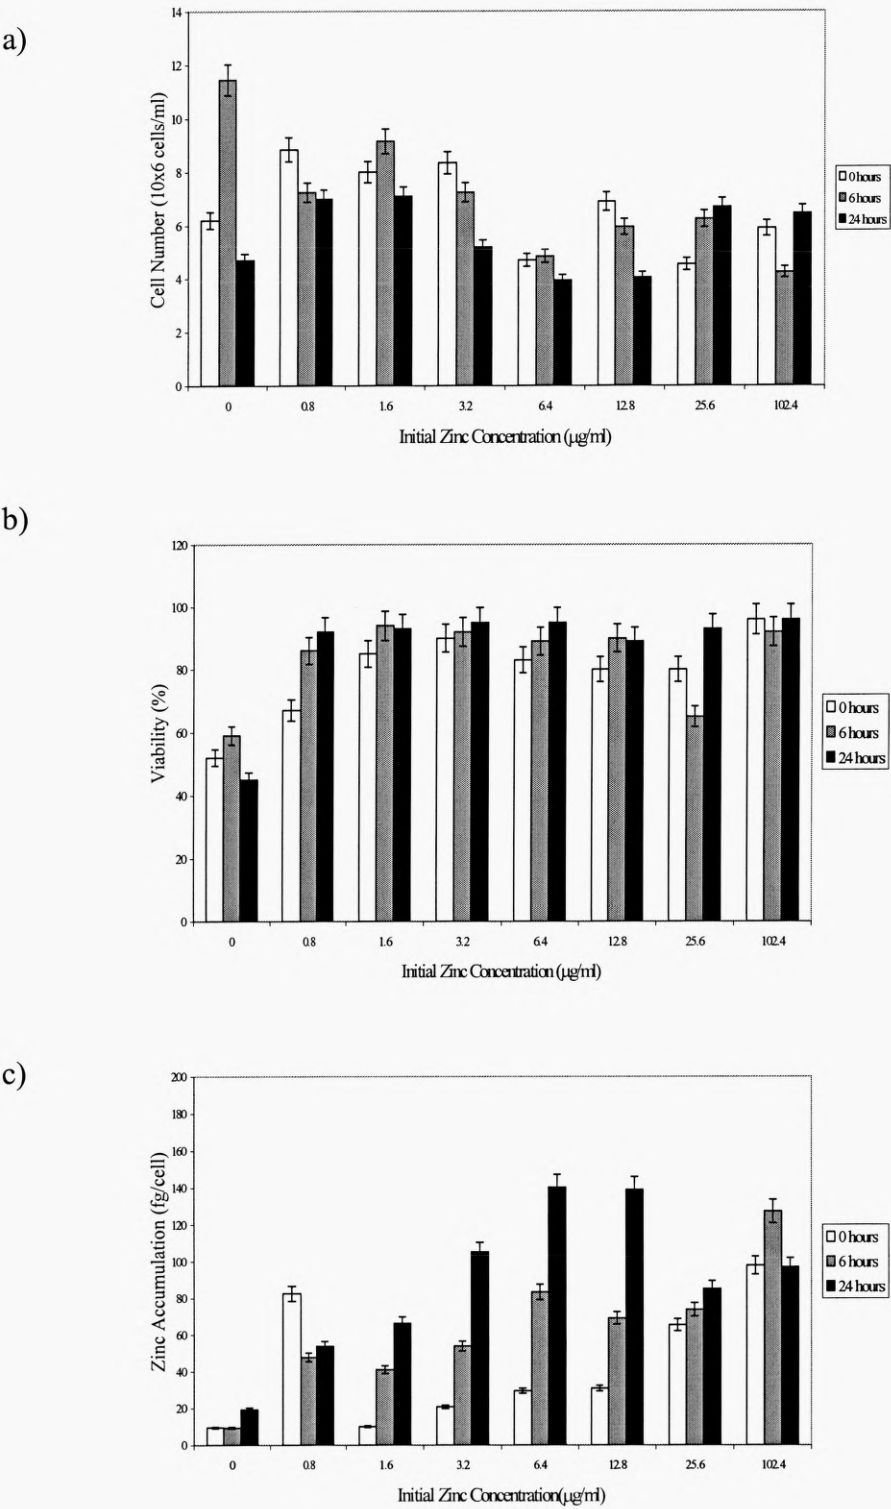 a)
14
12
10
8
6
4
2
0
Cell Number (10x6 cells/ml)
0 0.8 1.6 3.2 6.4 12.8 25.6 102.4
Initial Zinc Concentration (µg/ml)
0 hours
6 hours
24 hours
b)
120
100
80
60
40
20
0
Viability (%)
0 0.8 1.6 3.2 6.4 12.8 25.6 102.4
Initial Zinc Concentration (µg/ml)
0 hours
6 hours
24 hours
c)
200
180
160
140
120
100
80
60
40
20
0
Zinc Accumulation (fg/cell)
0 0.8 1.6 3.2 6.4 12.8 25.6 102.4
Initial Zinc Concentration(µg/ml)
0 hours
6 hours
24 hours